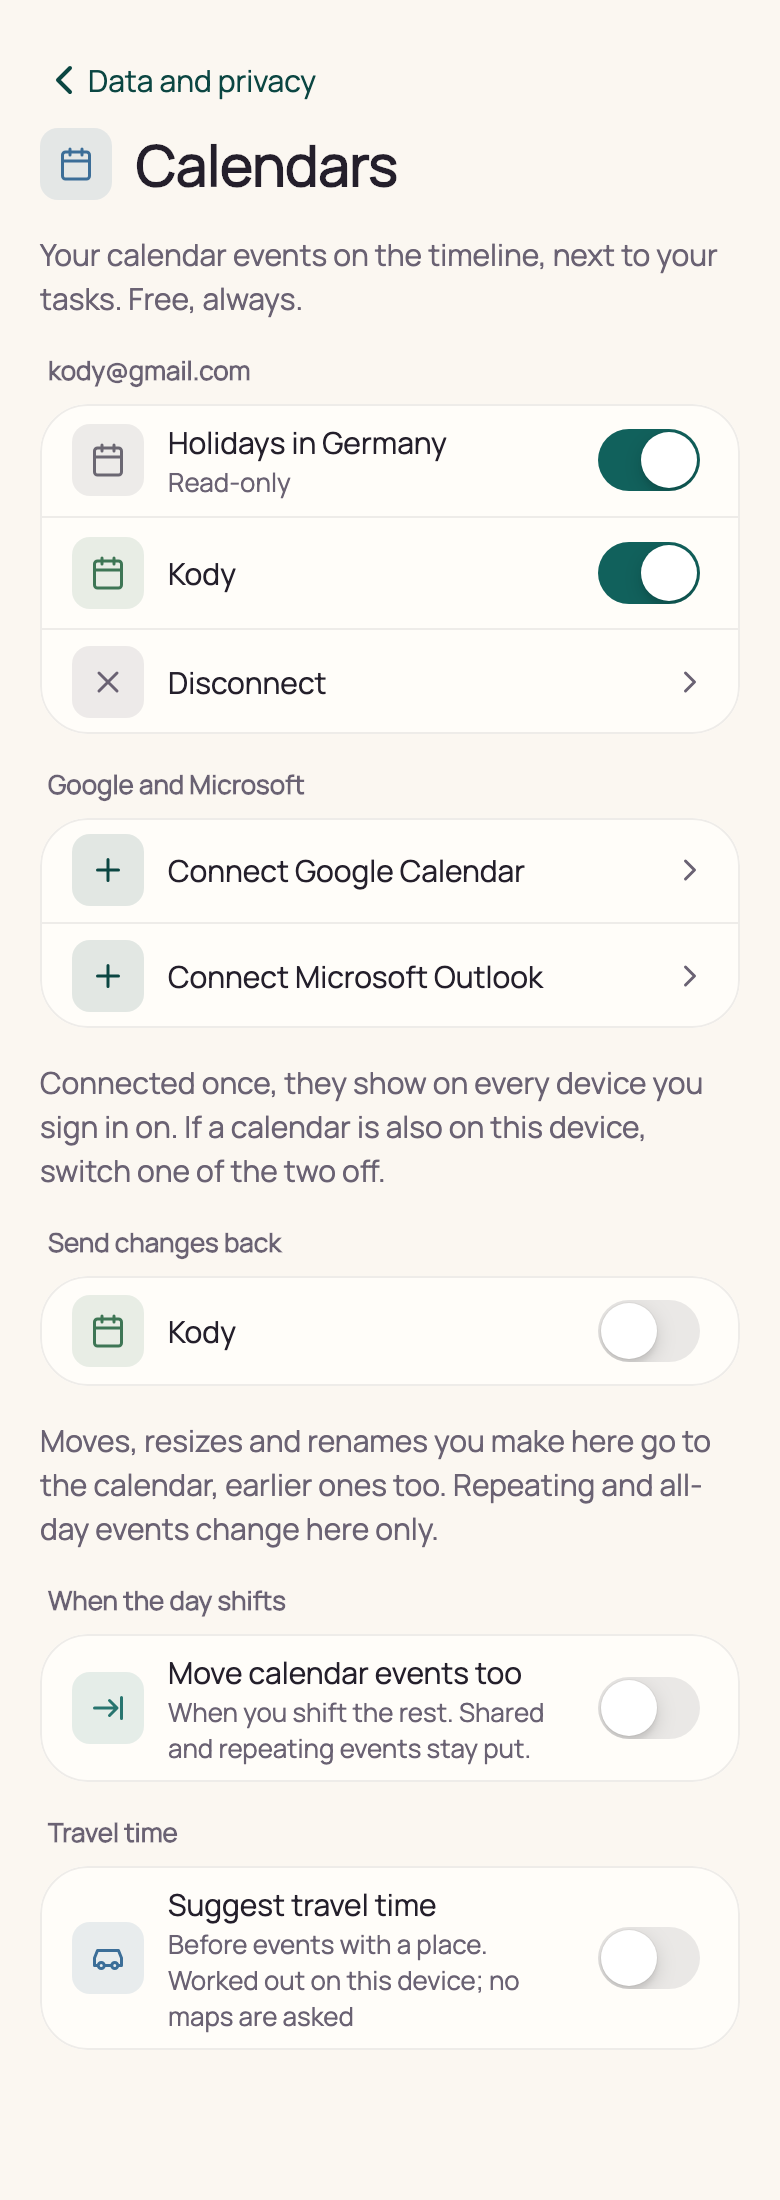 Data and privacy
Calendars
Your calendar events on the timeline, next to your
tasks. Free, always.
kody@gmail.com
Holidays in Germany
Read-only
Kody
Disconnect
Google and Microsoft
Connect Google Calendar
Connect Microsoft Outlook
Connected once, they show on every device you
sign in on. If a calendar is also on this device,
switch one of the two off.
Send changes back
Kody
Moves, resizes and renames you make here go to
the calendar, earlier ones too. Repeating and all-
day events change here only.
When the day shifts
Move calendar events too
When you shift the rest. Shared
and repeating events stay put.
Travel time
Suggest travel time
Before events with a place.
Worked out on this device; no
maps are asked